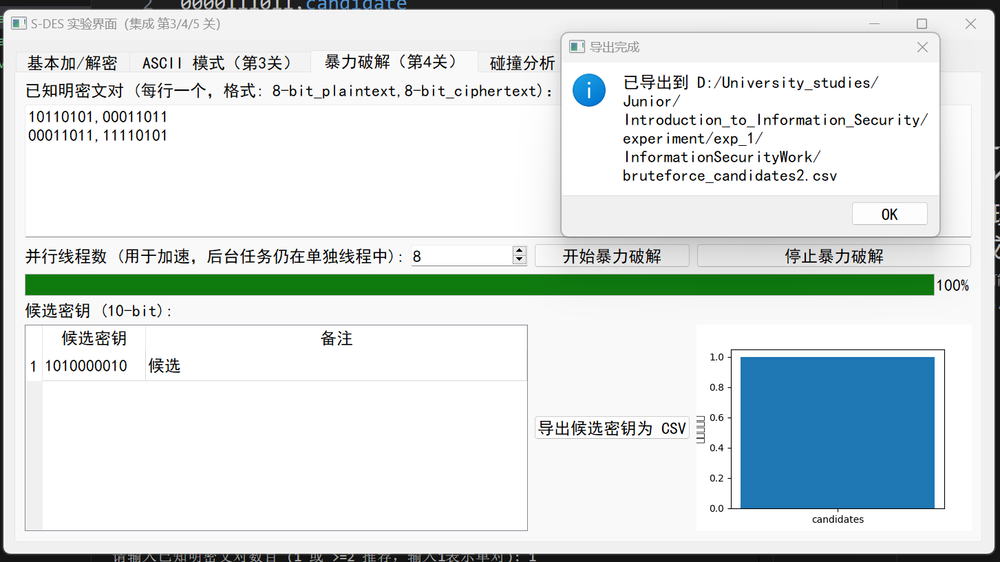 2 0000111011,candidate
S-DES 实验界面（集成 第3/4/5 关）
导出完成
已导出到 D:/University_studies/
Junior/
Introduction_to_Information_Security/
experiment/exp_1/
InformationSecurityWork/
bruteforce_candidates2.csv
OK
基本加/解密
ASCII 模式（第3关）
暴力破解（第4关）
碰撞分析
已知明密文对（每行一个，格式: 8-bit_plaintext,8-bit_ciphertext):
10110101,00011011
00011011,11110101
并行线程数（用于加速，后台任务仍在单独线程中）:
8
开始暴力破解
停止暴力破解
100%
候选密钥（10-bit）:
候选密钥
备注
1
1010000010
候选
导出候选密钥为 CSV
1.0
0.8
0.6
0.4
0.2
0.0
candidates
请输入已知明密文对数目（1 或 >=2 推荐，输入1表示单对): 1